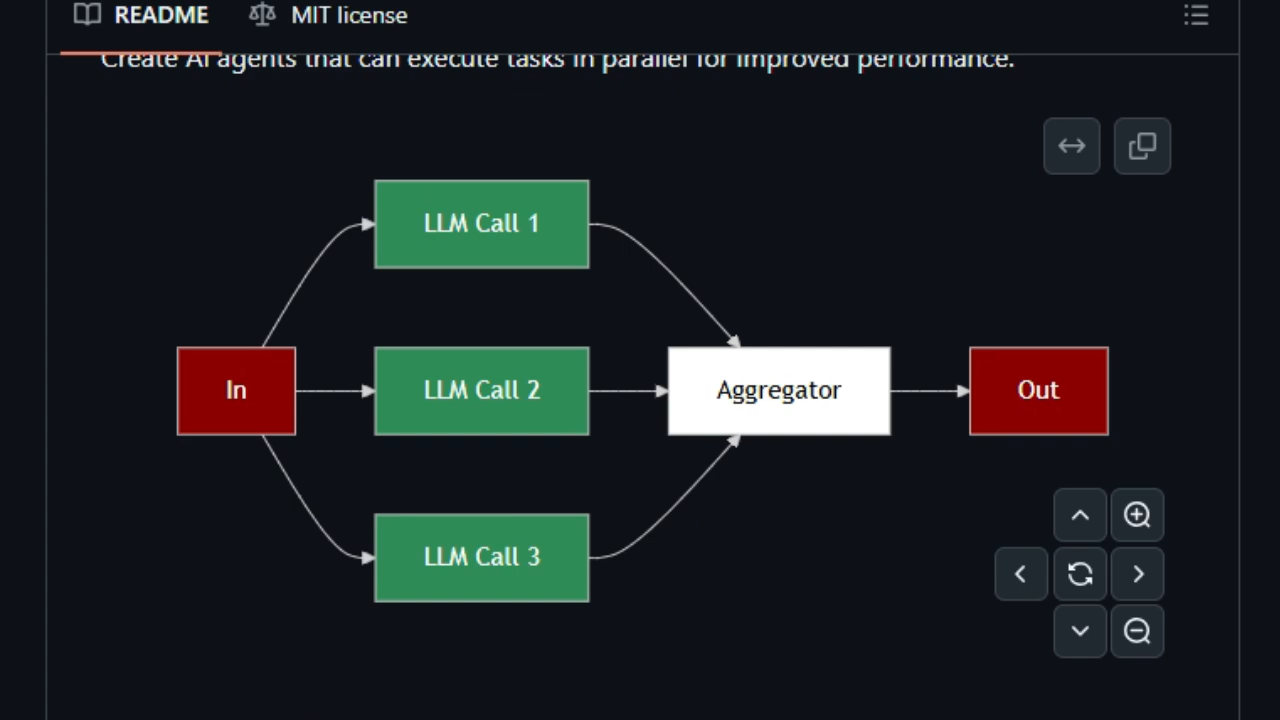 README
MIT license
Create AI agents that can execute tasks in parallel for improved performance.
LLM Call 1
In
LLM Call 2
Aggregator
Out
LLM Call 3